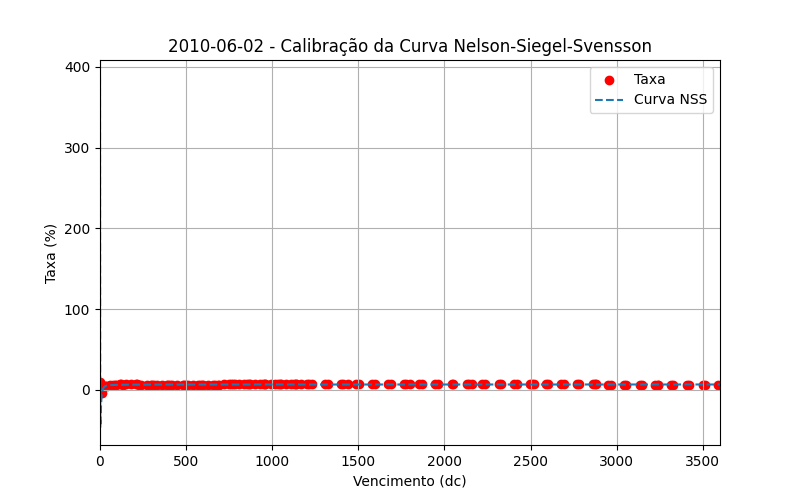 2010-06-02 - Calibração da Curva Nelson-Siegel-Svensson
Taxa
Curva NSS
Taxa (%)
400
300
200
100
0
0 500 1000 1500 2000 2500 3000 3500
Vencimento (dc)